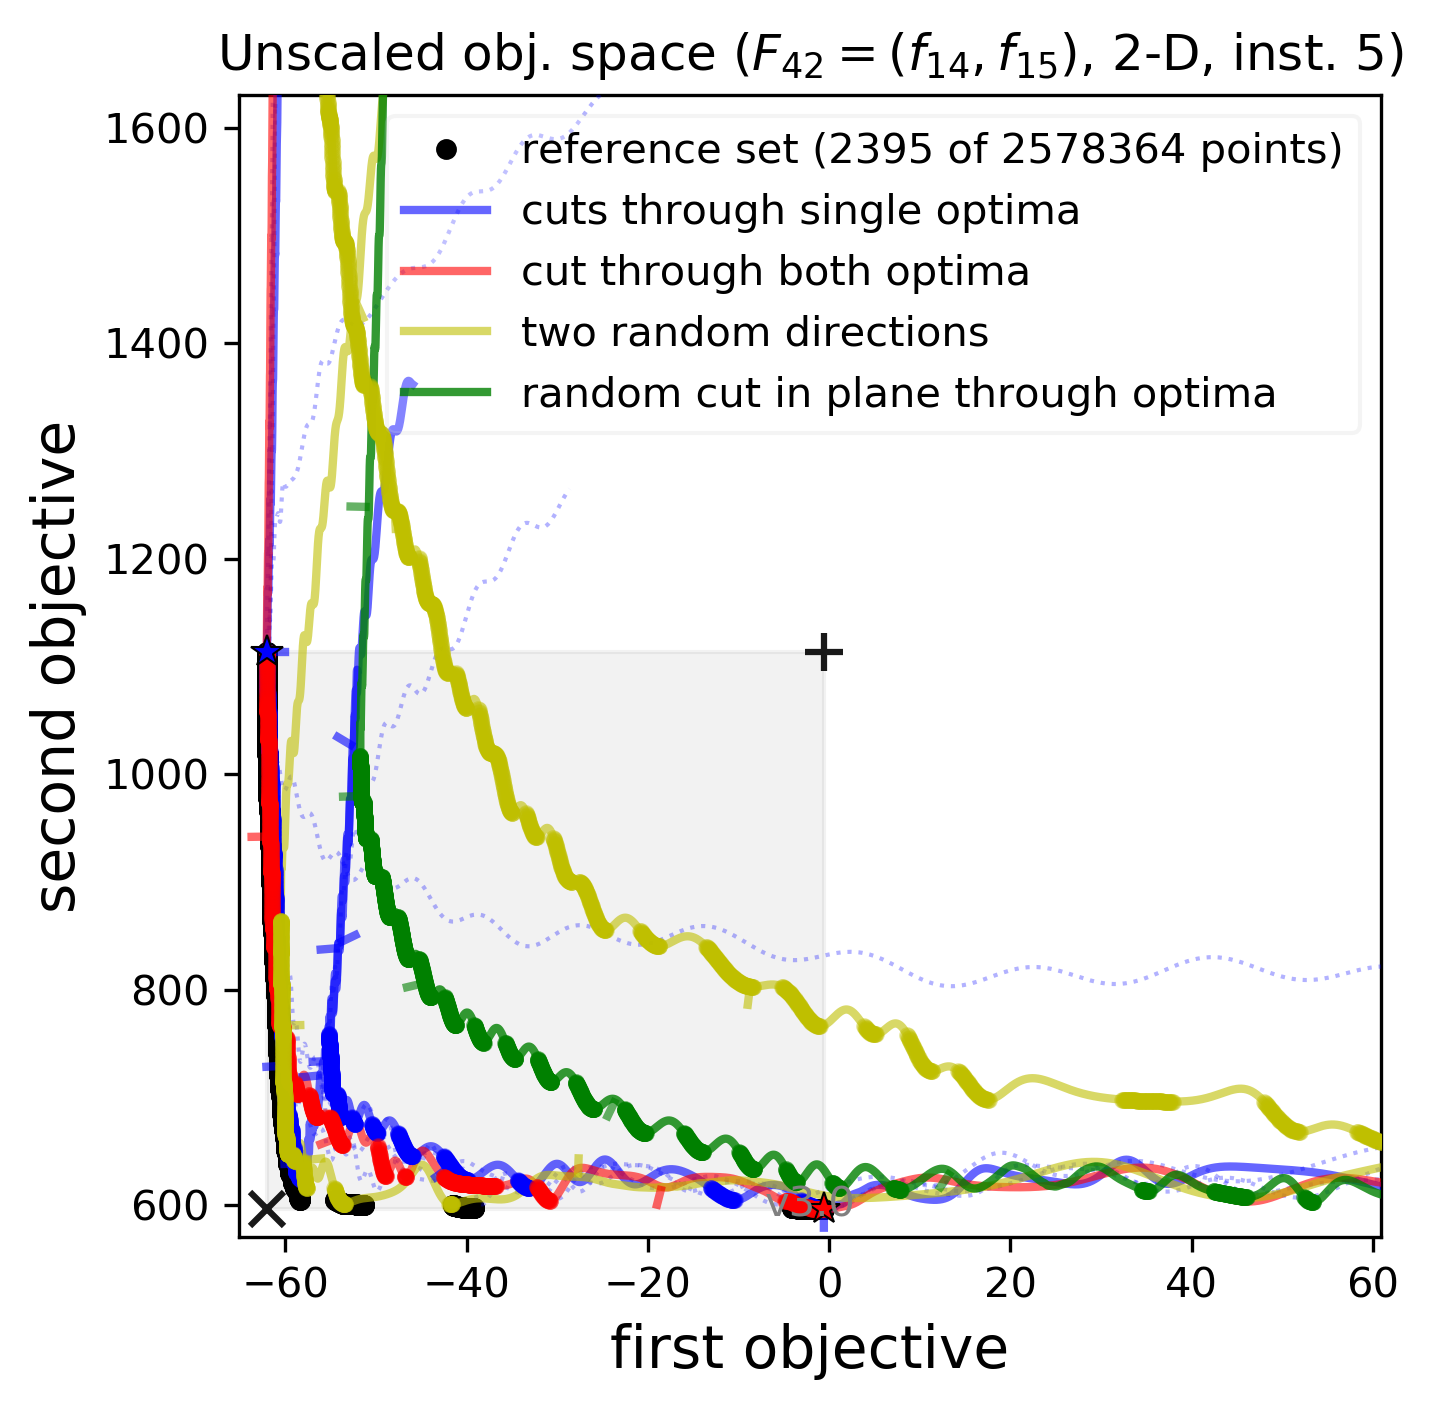 Unscaled obj. space (F₄₂ = (f₁₄, f₁₅), 2-D, inst. 5)
1600
1400
1200
1000
800
600
second objective
reference set (2395 of 2578364 points)
cuts through single optima
cut through both optima
two random directions
random cut in plane through optima
−60
−40
−20
0
20
40
60
first objective